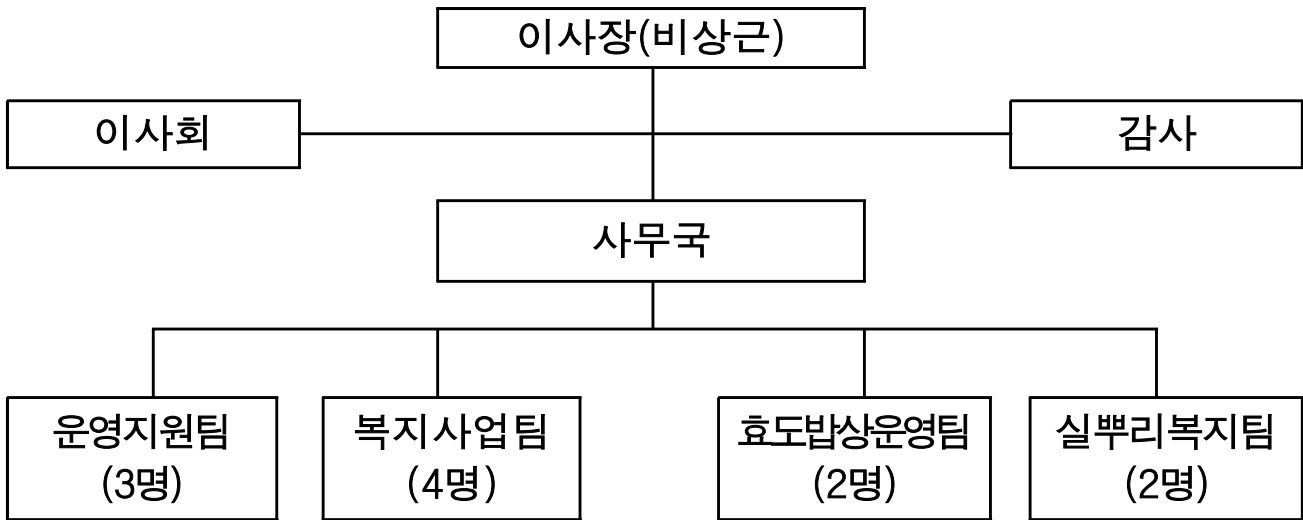 이사장(비상근)
이사회
감사
사무국
운영지원팀
(3명)
복지사업팀
(4명)
효도밥상운영팀
(2명)
실뿌리복지팀
(2명)